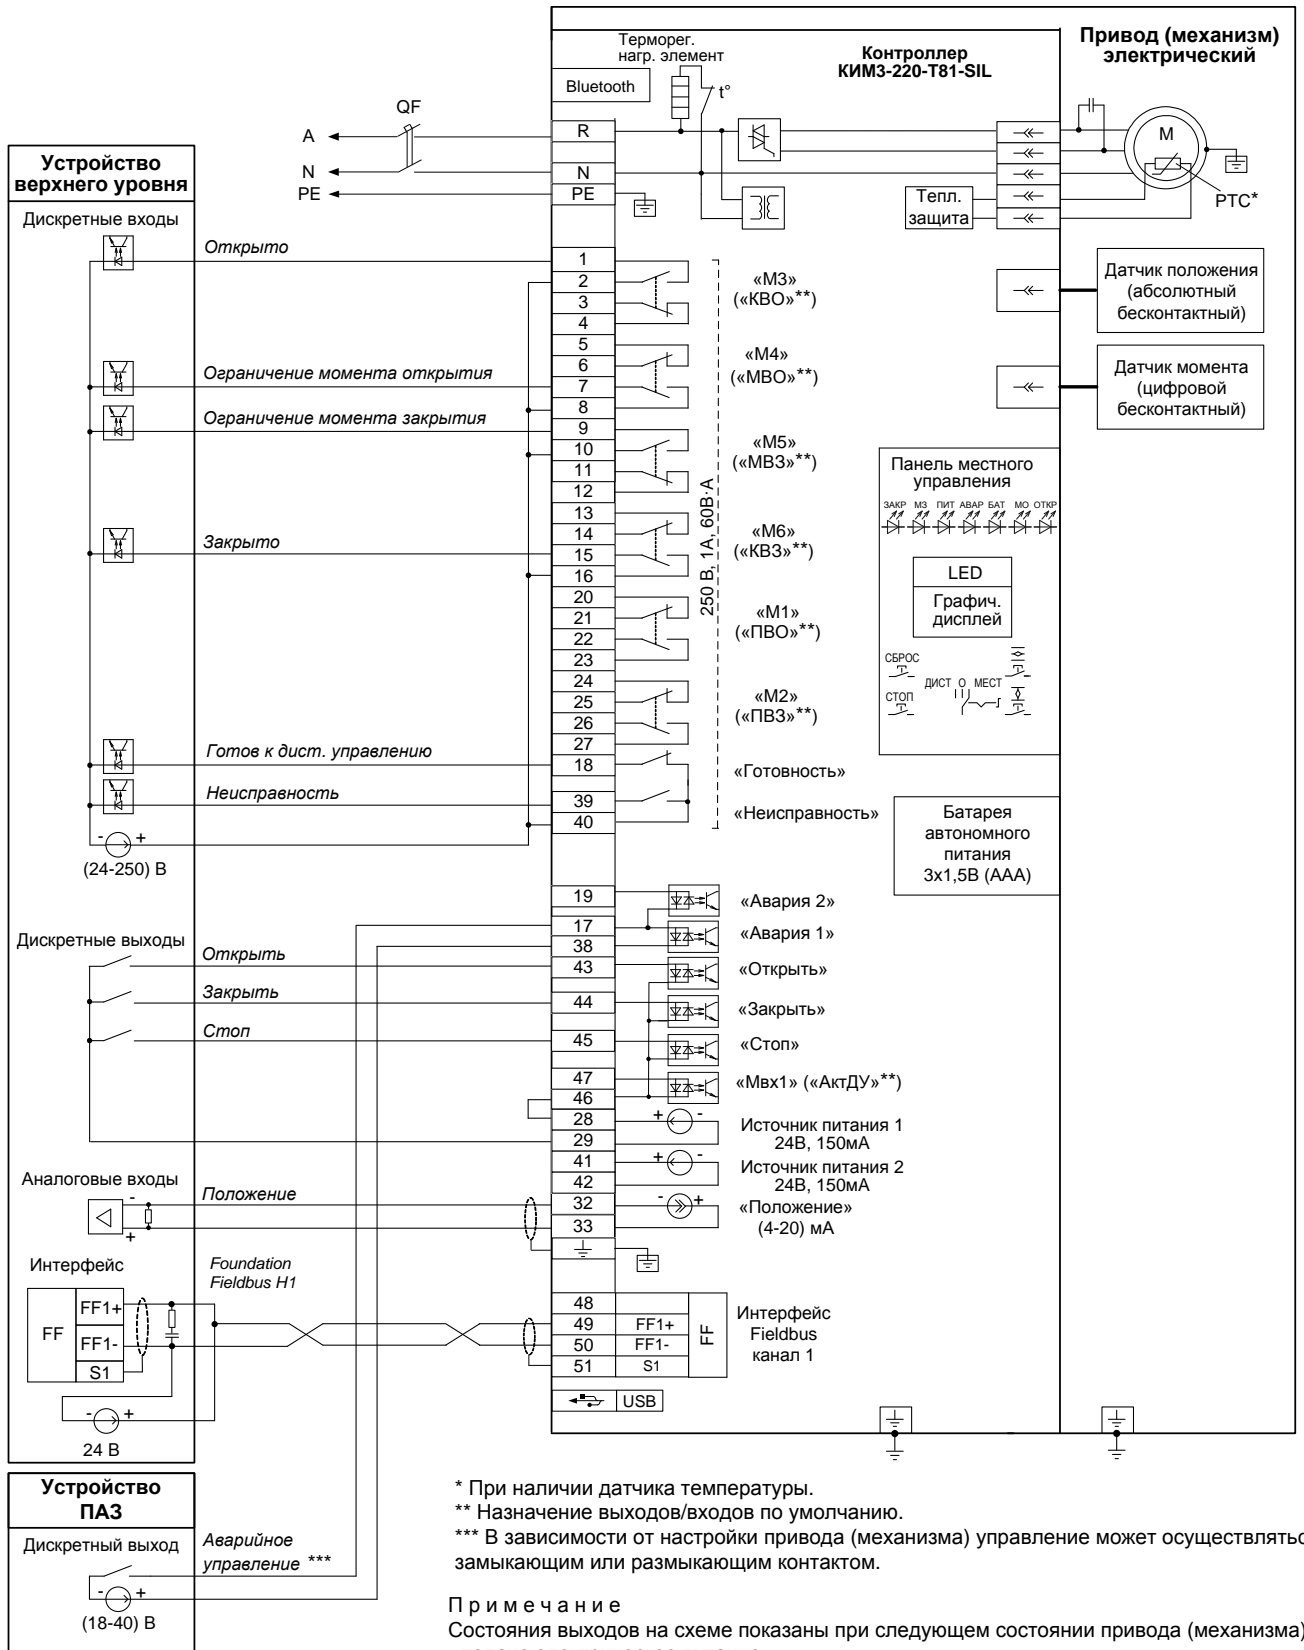 Привод (механизм)
электрический
Контроллер
КИМ3-220-Т81-SIL
Терморег.
нагр. элемент
Bluetooth
t°
QF
A
N
PE
R
N
PE
M
PTC*
Тепл.
защита
Устройство
верхнего уровня
Дискретные входы
Открыто
Ограничение момента открытия
Ограничение момента закрытия
Закрыто
Готов к дист. управлению
Неисправность
- +
(24-250) В
1
2
3
4
5
6
7
8
9
10
11
12
13
14
15
16
20
21
22
23
24
25
26
27
18
39
40
«М3»
(«КВО»**)
«М4»
(«МВО»**)
«М5»
(«МВЗ»**)
«М6»
(«КВЗ»**)
«М1»
(«ПВО»**)
«М2»
(«ПВЗ»**)
«Готовность»
«Неисправность»
250 В, 1А, 60В·А
Датчик положения
(абсолютный
бесконтактный)
Датчик момента
(цифровой
бесконтактный)
Панель местного
управления
ЗАКР МЗ ПИТ АВАР БАТ МО ОТКР
LED
Графич.
дисплей
СБРОС
СТОП
ДИСТ О МЕСТ
Батарея
автономного
питания
3х1,5В (ААА)
Дискретные выходы
Открыть
Закрыть
Стоп
19
17
38
43
44
45
47
46
28
29
41
42
32
33
«Авария 2»
«Авария 1»
«Открыть»
«Закрыть»
«Стоп»
«Мвх1» («АктДУ»**)
+ -
Источник питания 1
24В, 150мА
+ -
Источник питания 2
24В, 150мА
- +
«Положение»
(4-20) мА
Аналоговые входы
Положение
-
+
Интерфейс
Foundation
Fieldbus H1
FF
FF1+
FF1-
S1
- +
24 В
48
49 FF1+
50 FF1-
51 S1
FF
Интерфейс
Fieldbus
канал 1
USB
Устройство
ПАЗ
Дискретный выход
Аварийное
управление ***
- +
(18-40) В
* При наличии датчика температуры.
** Назначение выходов/входов по умолчанию.
*** В зависимости от настройки привода (механизма) управление может осуществлятьс
замыкающим или размыкающим контактом.
П р и м е ч а н и е
Состояния выходов на схеме показаны при следующем состоянии привода (механизма)